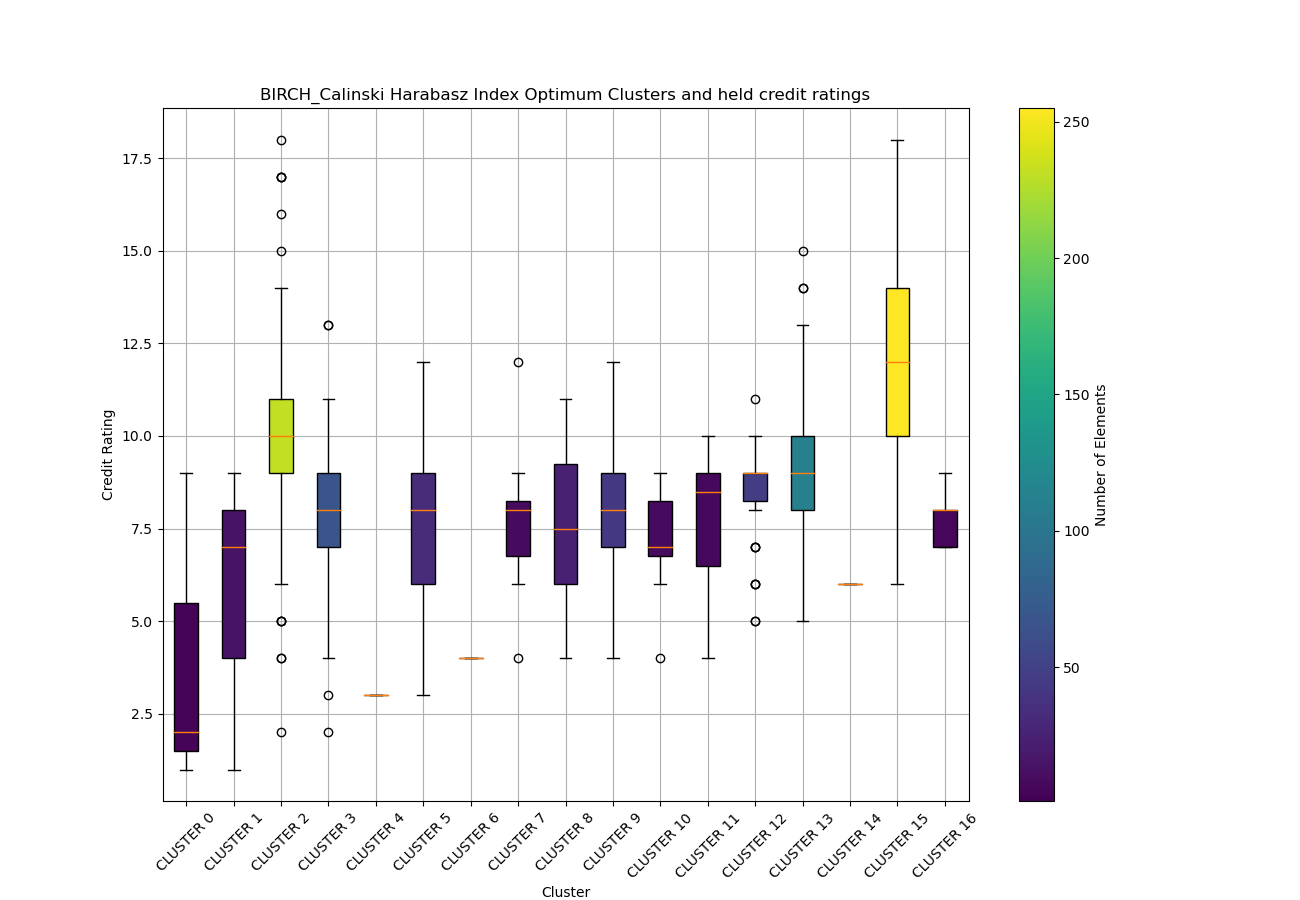 BIRCH_Calinski Harabasz Index Optimum Clusters and held credit ratings
17.5
15.0
12.5
10.0
7.5
5.0
2.5
Credit Rating
CLUSTER 0
CLUSTER 1
CLUSTER 2
CLUSTER 3
CLUSTER 4
CLUSTER 5
CLUSTER 6
CLUSTER 7
CLUSTER 8
CLUSTER 9
CLUSTER 10
CLUSTER 11
CLUSTER 12
CLUSTER 13
CLUSTER 14
CLUSTER 15
CLUSTER 16
Cluster
250
200
150
100
50
Number of Elements